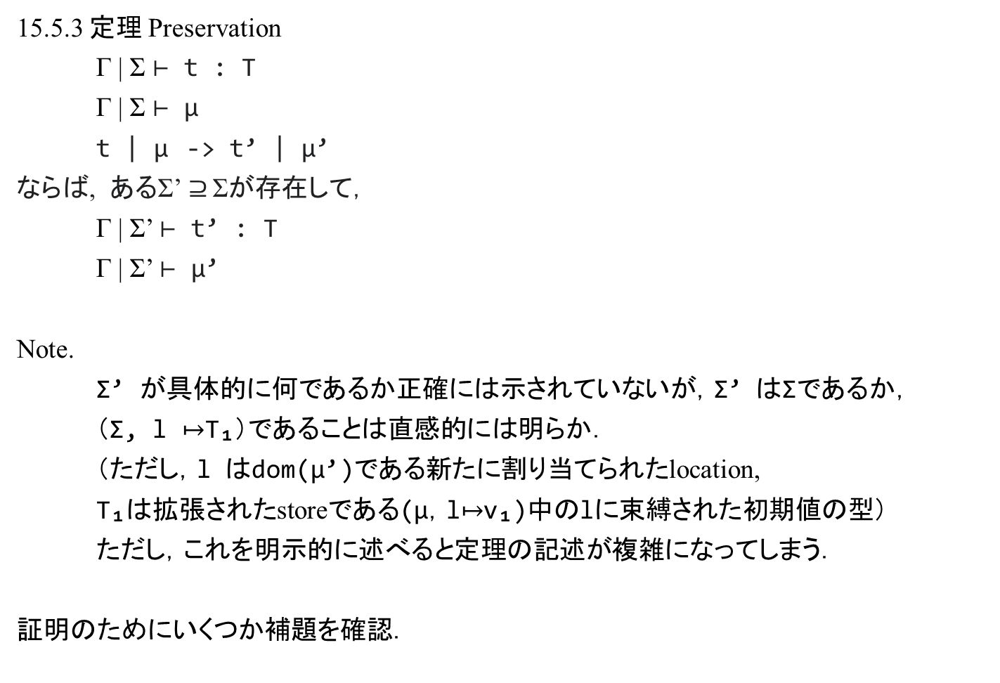 15.5.3 定理 Preservation
Γ | Σ ⊢ t : T
Γ | Σ ⊢ μ
t | μ -> t’ | μ’
ならば, あるΣ’ ⊇ Σが存在して,
Γ | Σ’ ⊢ t’ : T
Γ | Σ’ ⊢ μ’
Note.
Σ’ が具体的に何であるか正確には示されていないが, Σ’ はΣであるか,
（Σ, l ↦T₁）であることは直感的には明らか.
（ただし, l はdom(μ’)である新たに割り当てられたlocation,
T₁は拡張されたstoreである(μ, l↦v₁)中のlに束縛された初期値の型）
ただし, これを明示的に述べると定理の記述が複雑になってしまう.
証明のためにいくつか補題を確認.